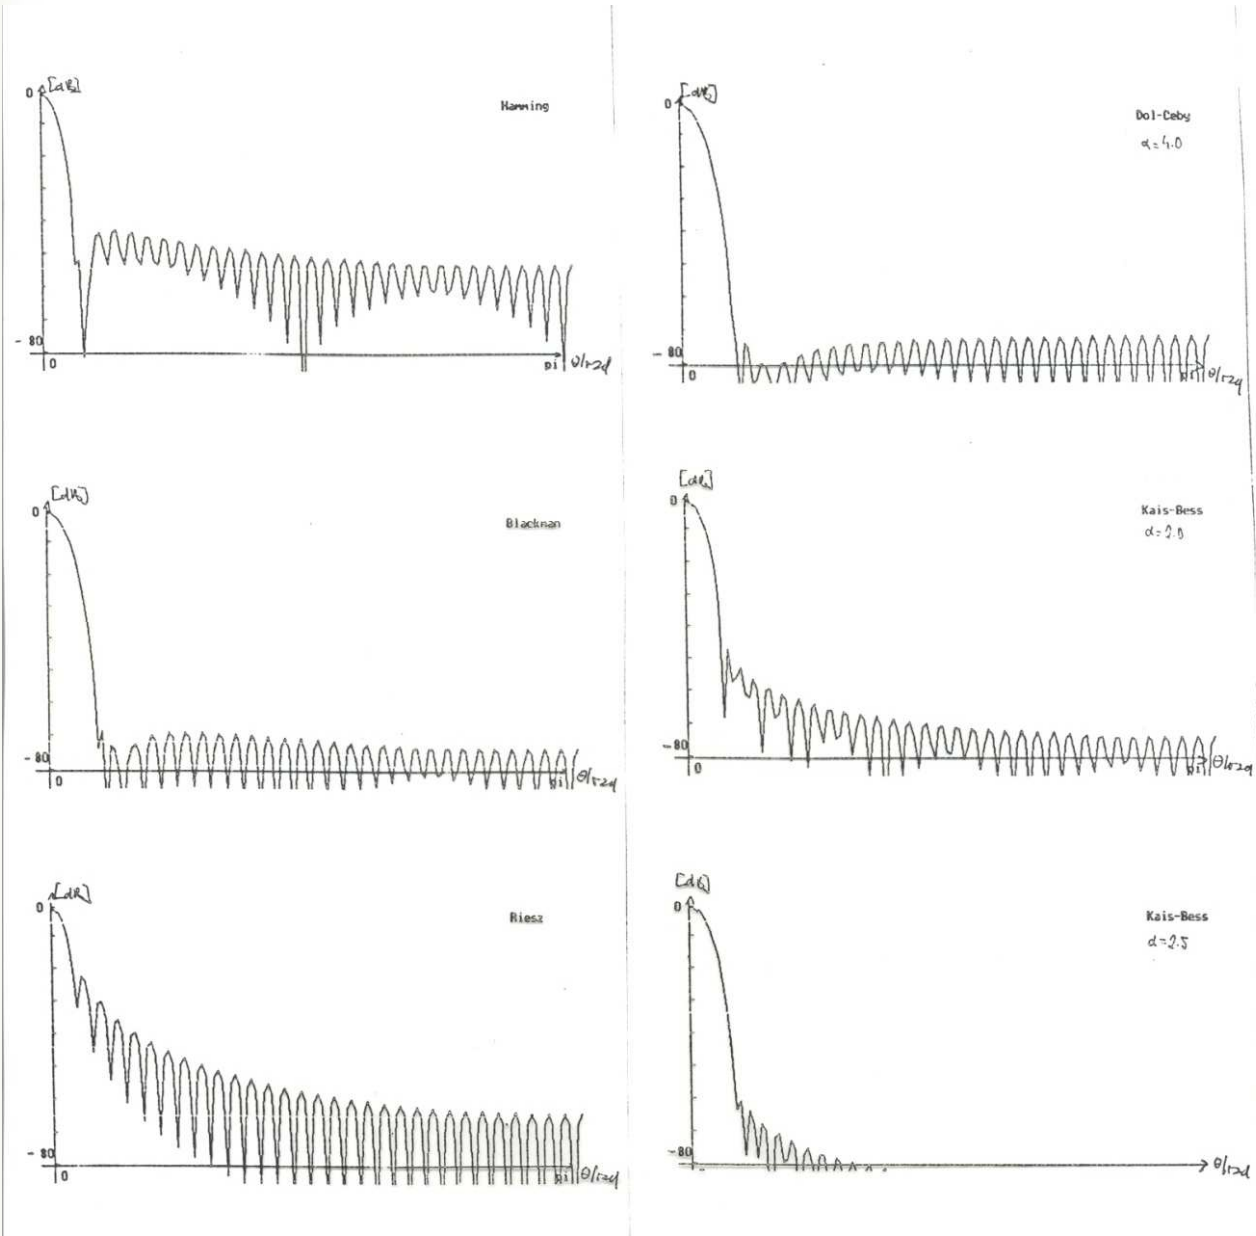 [dB]
0
Hamming
- 80
0
Pi
θ/rad
[dB]
0
Dol-Ceby
α=4.0
- 80
0
Pi
θ/rad
[dB]
0
Blackman
- 80
0
Pi
θ/rad
[dB]
0
Kais-Bess
α=2.0
- 80
0
Pi
θ/rad
[dB]
0
Riesz
- 80
0
Pi
θ/rad
[dB]
0
Kais-Bess
α=2.5
- 80
θ/rad